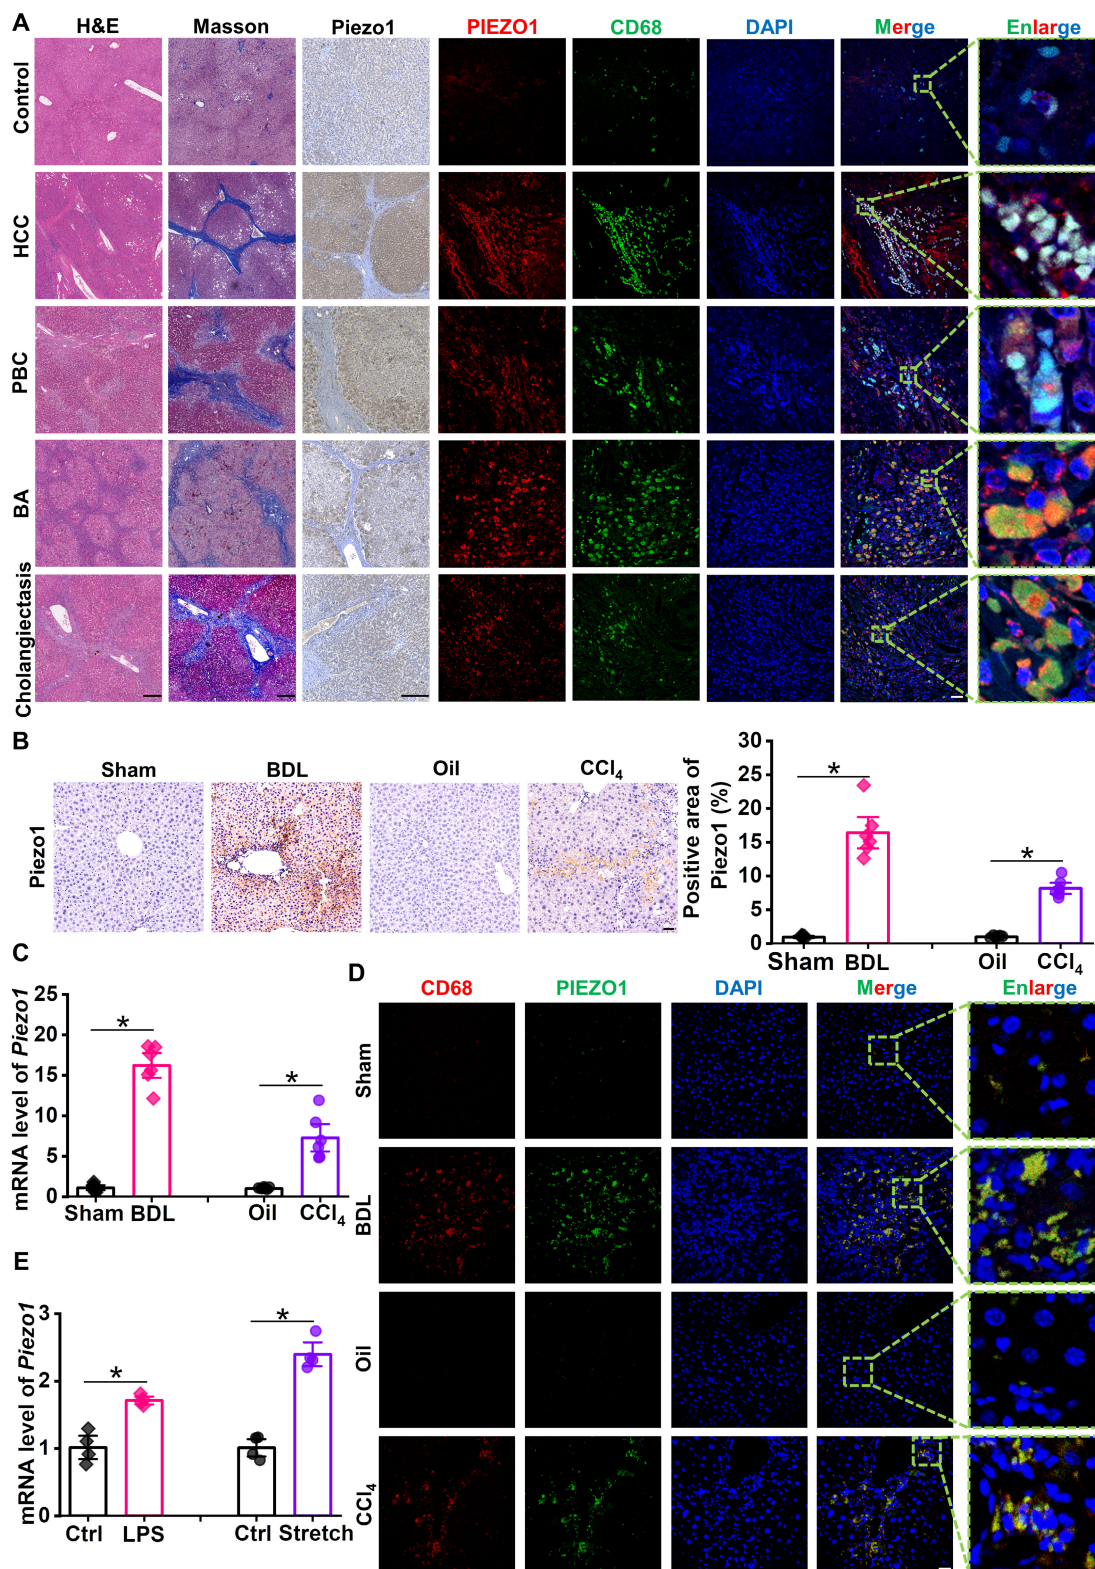 A
H&E Masson Piezo1 PIEZO1 CD68 DAPI Merge Enlarge
Control
HCC
PBC
BA
Cholangiectasis
B
Sham BDL Oil CCl₄
Piezo1
Positive area of
Piezo1 (%)
30
25
20
15
10
5
0
*
*
Sham BDL Oil CCl₄
C
mRNA level of Piezo1
25
20
15
10
5
0
*
*
Sham BDL Oil CCl₄
D
CD68 PIEZO1 DAPI Merge Enlarge
Sham
BDL
Oil
CCl₄
E
mRNA level of Piezo1
3
2
1
0
*
*
Ctrl LPS Ctrl Stretch